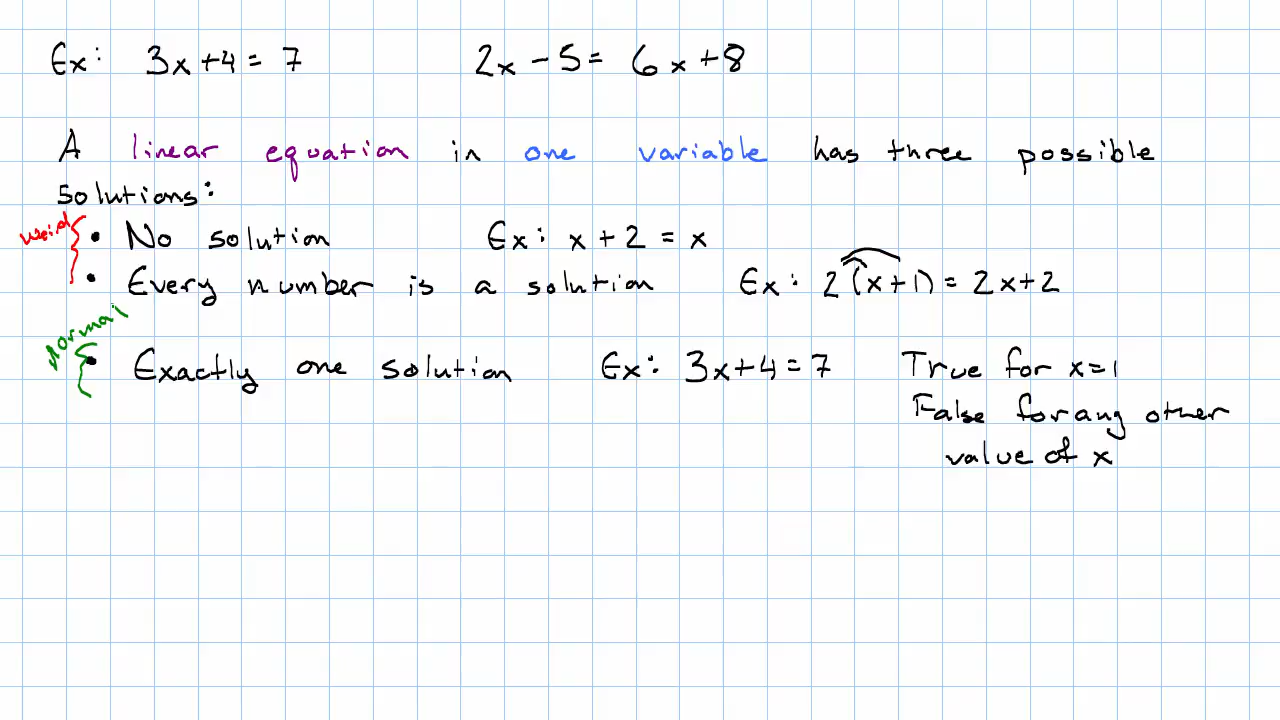 Ex: 3x+4=7 2x-5=6x+8
A linear equation in one variable has three possible
solutions:
weird • No solution Ex: x+2=x
• Every number is a solution Ex: 2(x+1)=2x+2
normal
• Exactly one solution Ex: 3x+4=7 True for x=1
False for any other
value of x